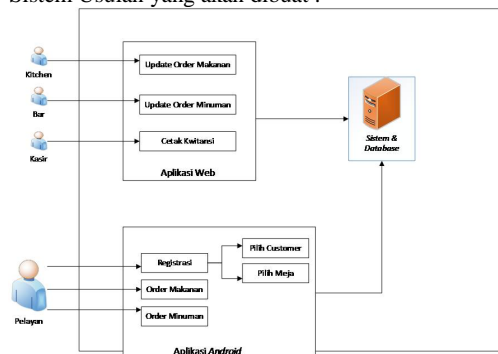 Sistem Usulan yang akan dibuat :
Kitchen
Update Order Makanan
Bar
Update Order Minuman
Kasir
Cetak Kwitansi
Aplikasi Web
Sistem &
Database
Pelayan
Registrasi
Pilih Customer
Pilih Meja
Order Makanan
Order Minuman
Aplikasi Android